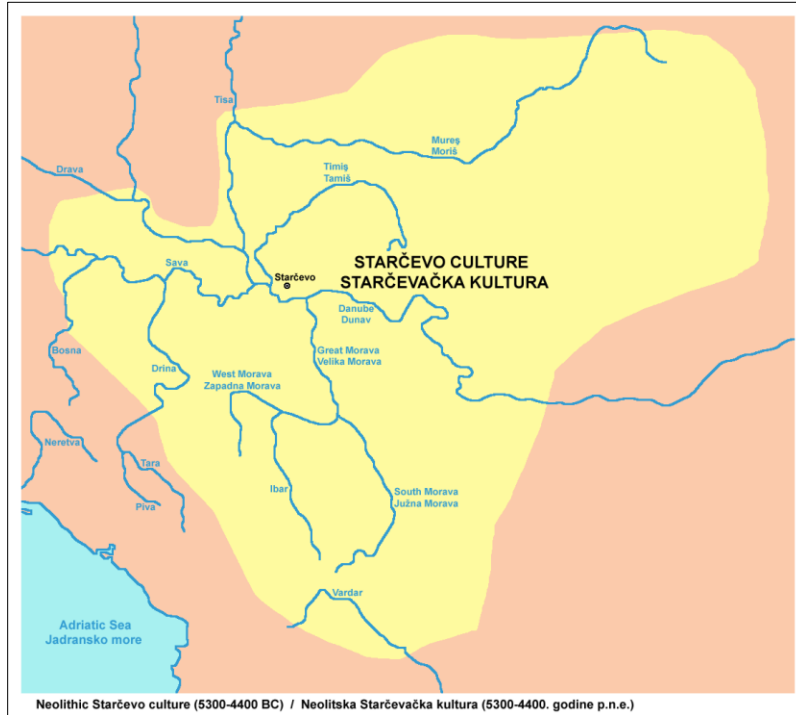 Tisa
Mureş
Moriš
Timiş
Tamiš
Drava
STARČEVO CULTURE
STARČEVAČKA KULTURA
Sava
Starčevo
Danube
Dunav
Great Morava
Velika Morava
Bosna
Drina
West Morava
Zapadna Morava
Neretva
Tara
Piva
Ibar
South Morava
Južna Morava
Vardar
Adriatic Sea
Jadransko more
Neolithic Starčevo culture (5300-4400 BC) / Neolitska Starčevačka kultura (5300-4400. godine p.n.e.)